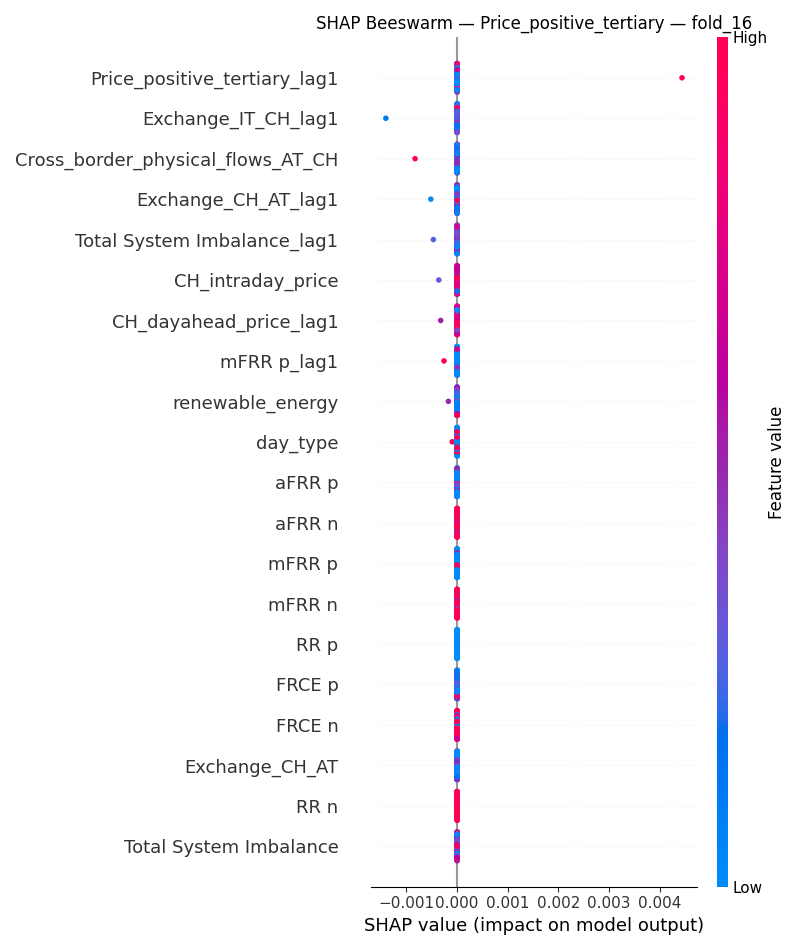 SHAP Beeswarm — Price_positive_tertiary — fold_16
High
Price_positive_tertiary_lag1
Exchange_IT_CH_lag1
Cross_border_physical_flows_AT_CH
Exchange_CH_AT_lag1
Total System Imbalance_lag1
CH_intraday_price
CH_dayahead_price_lag1
mFRR p_lag1
renewable_energy
day_type
aFRR p
aFRR n
mFRR p
mFRR n
RR p
FRCE p
FRCE n
Exchange_CH_AT
RR n
Total System Imbalance
Feature value
Low
−0.001 0.000 0.001 0.002 0.003 0.004
SHAP value (impact on model output)